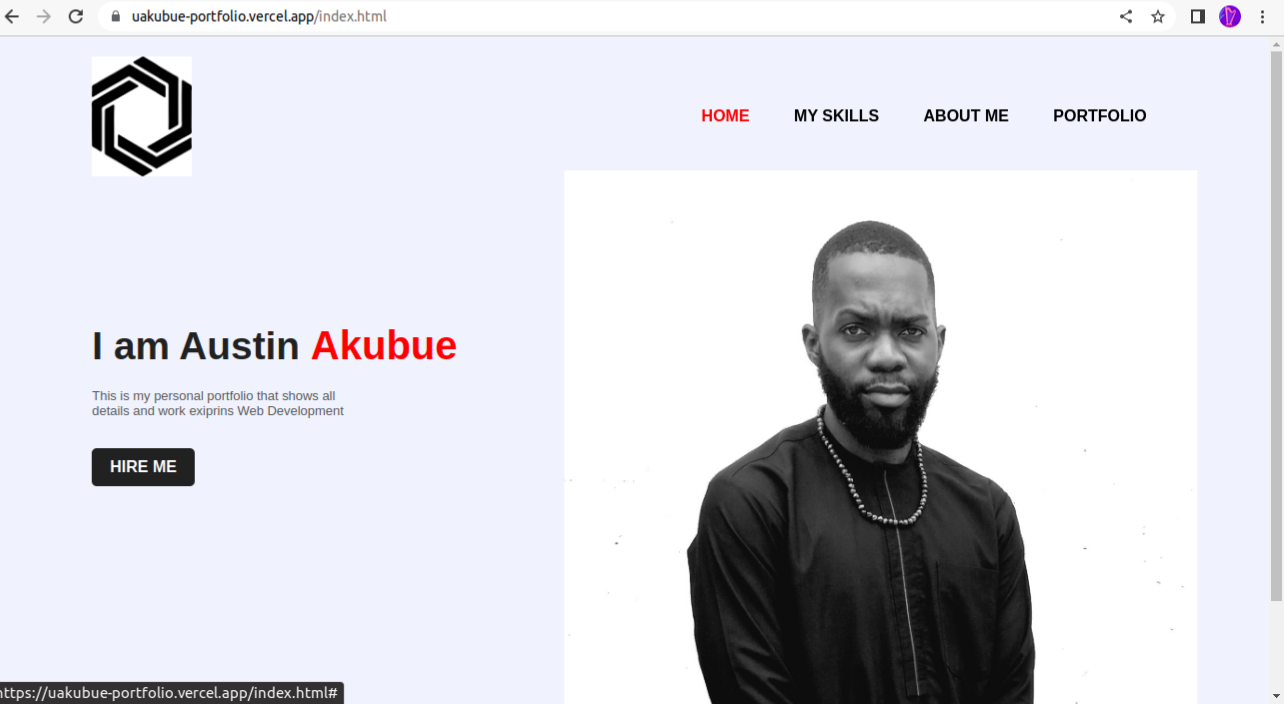 uakubue-portfolio.vercel.app/index.html
HOME MY SKILLS ABOUT ME PORTFOLIO
I am Austin Akubue
This is my personal portfolio that shows all
details and work exiprins Web Development
HIRE ME
https://uakubue-portfolio.vercel.app/index.html#